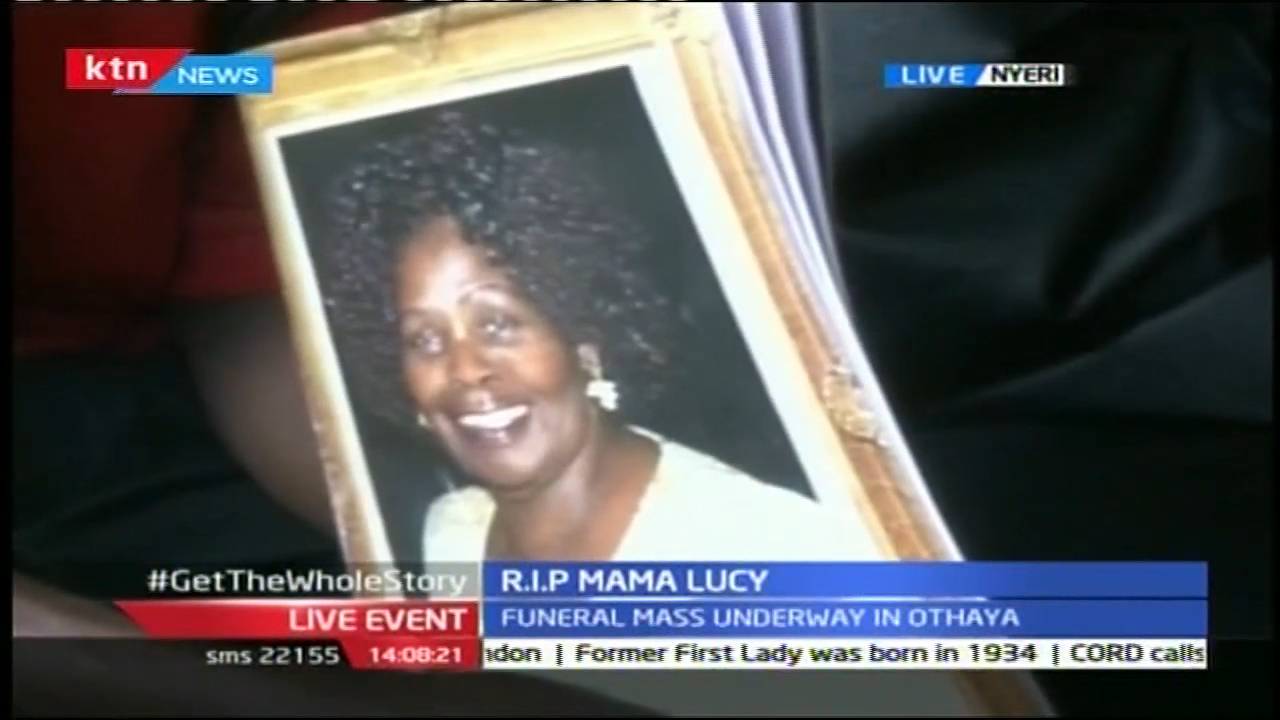 ktn NEWS
LIVE NYERI
#GetTheWholeStory
R.I.P MAMA LUCY
LIVE EVENT
FUNERAL MASS UNDERWAY IN OTHAYA
sms 22155 14:08:21
ndon | Former First Lady was born in 1934 | CORD calls